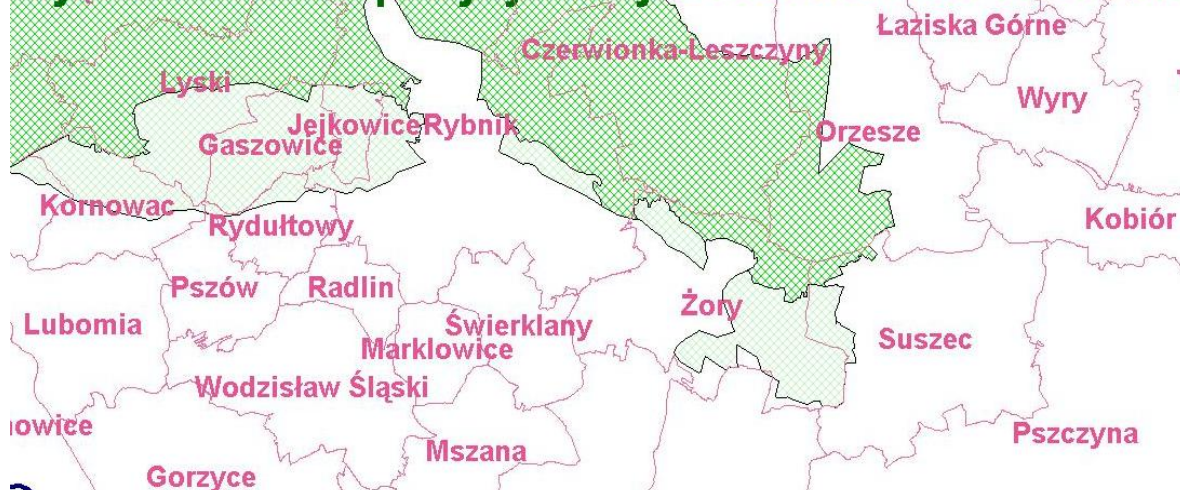 Łaziska Górne
Czerwionka-Leszczyny
Lyski
Wyry
Jejkowice
Rybnik
Orzesze
Gaszowice
Kornowac
Rydułtowy
Kobiór
Pszów
Radlin
Żory
Lubomia
Świerklany
Suszec
Marklowice
Wodzisław Śląski
owice
Pszczyna
Mszana
Gorzyce